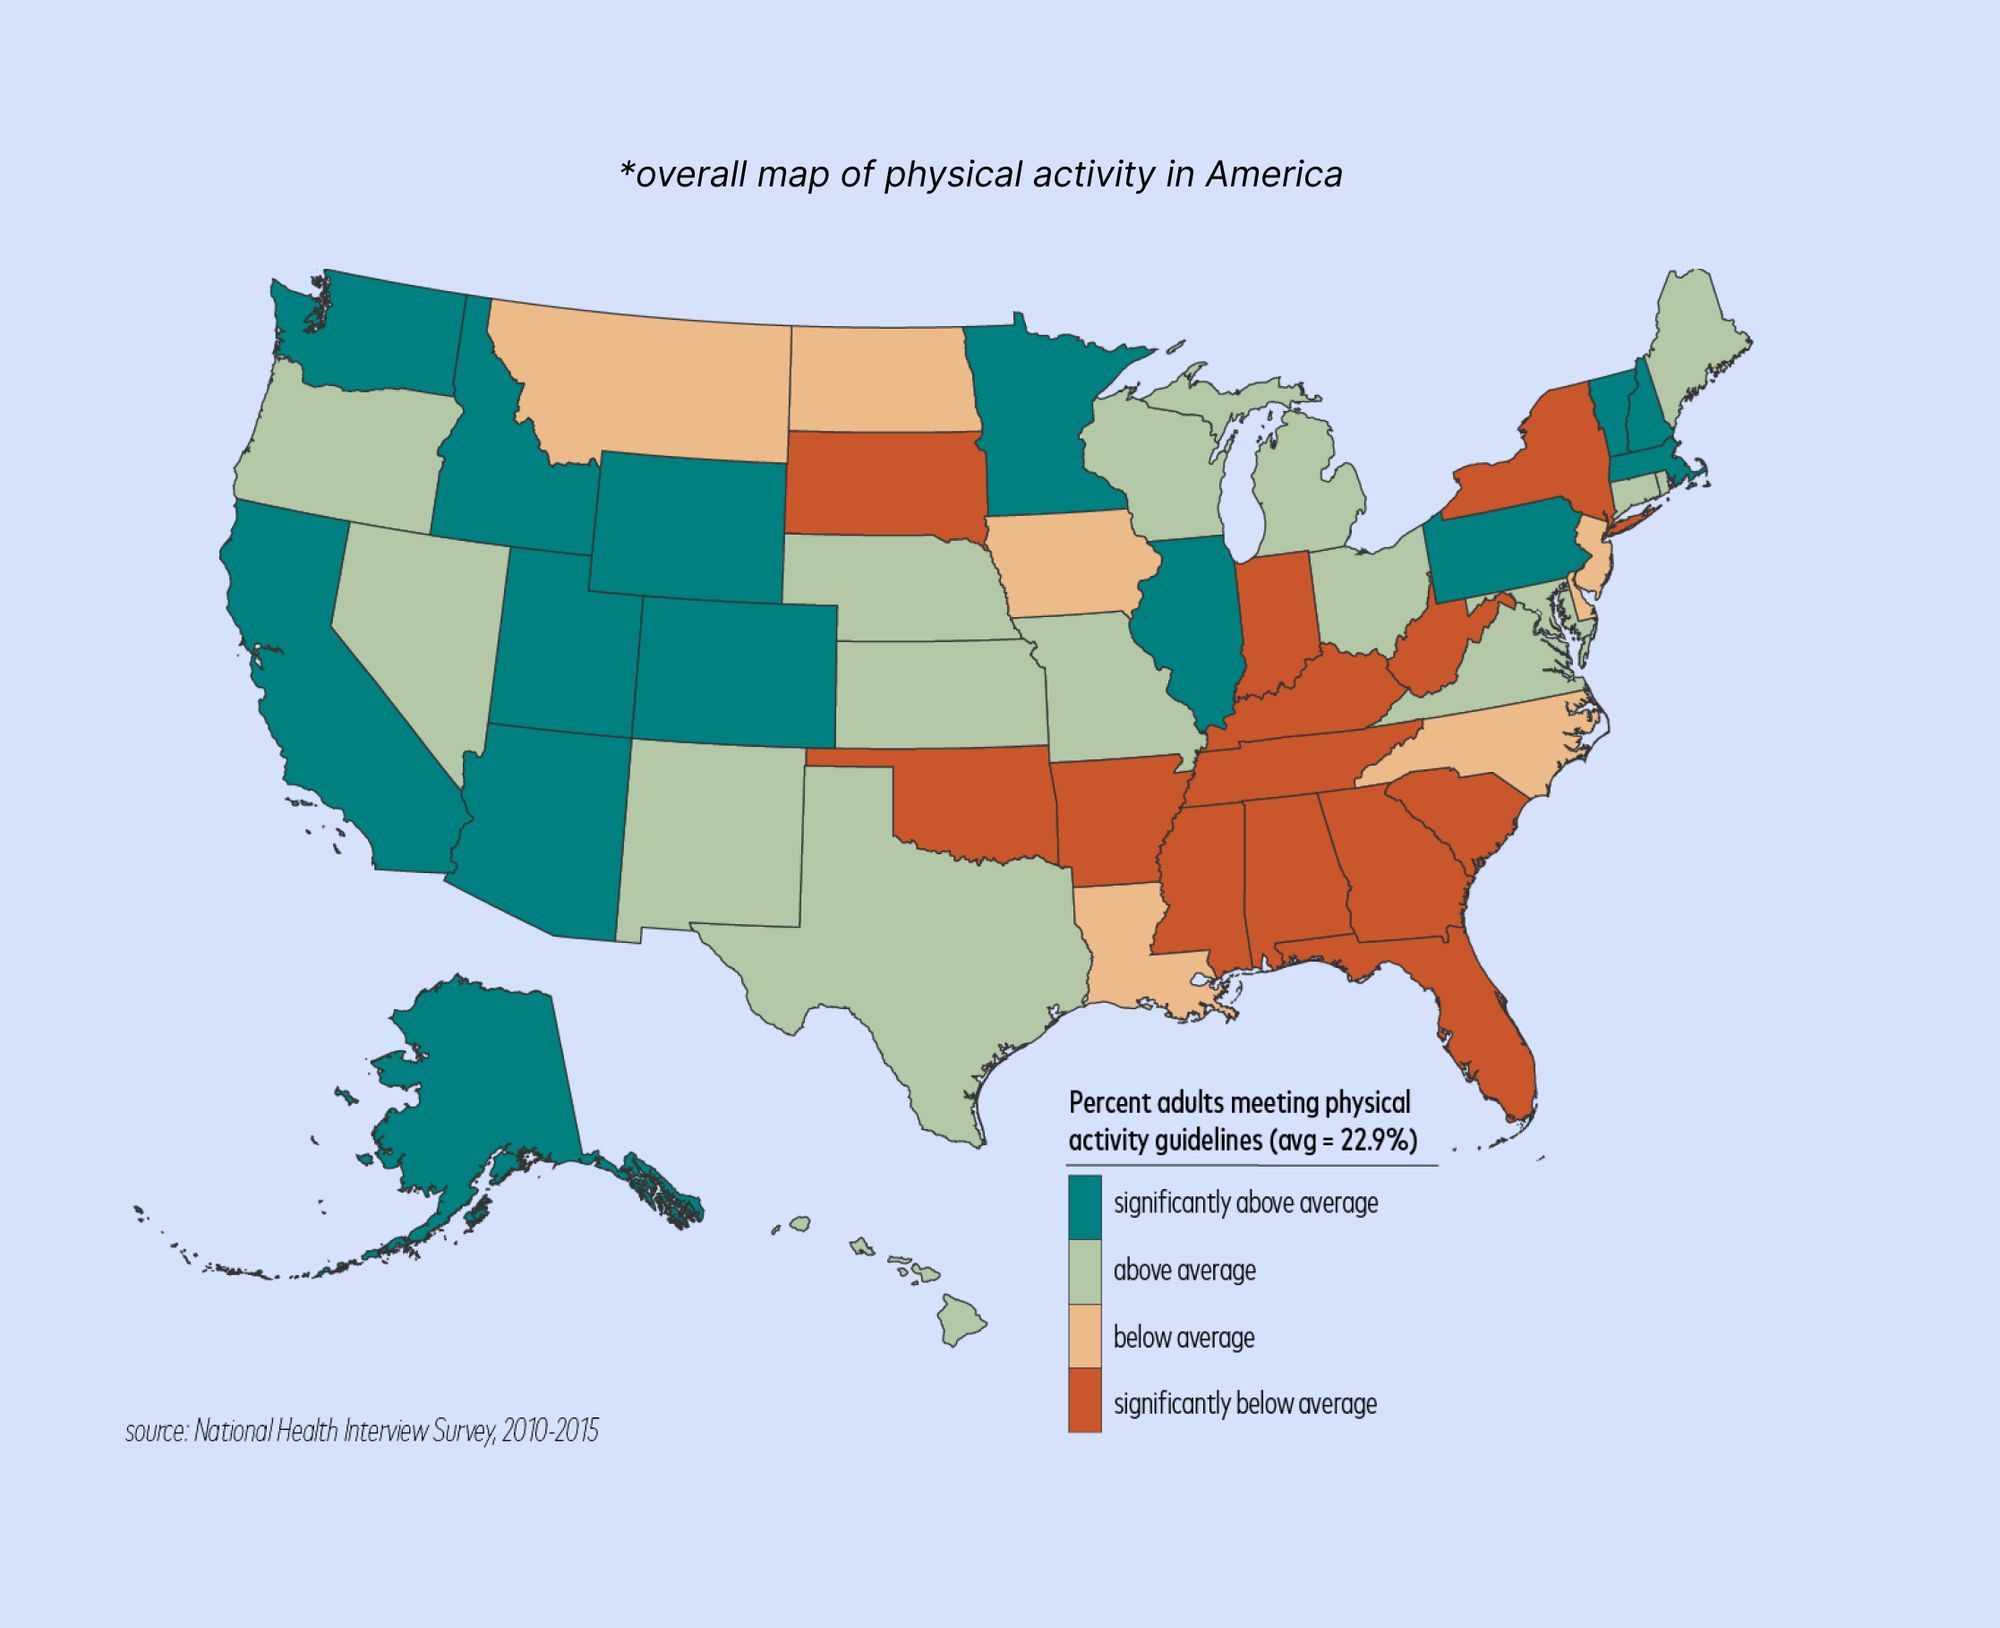 *overall map of physical activity in America
Percent adults meeting physical
activity guidelines (avg = 22.9%)
significantly above average
above average
below average
significantly below average
source: National Health Interview Survey, 2010-2015